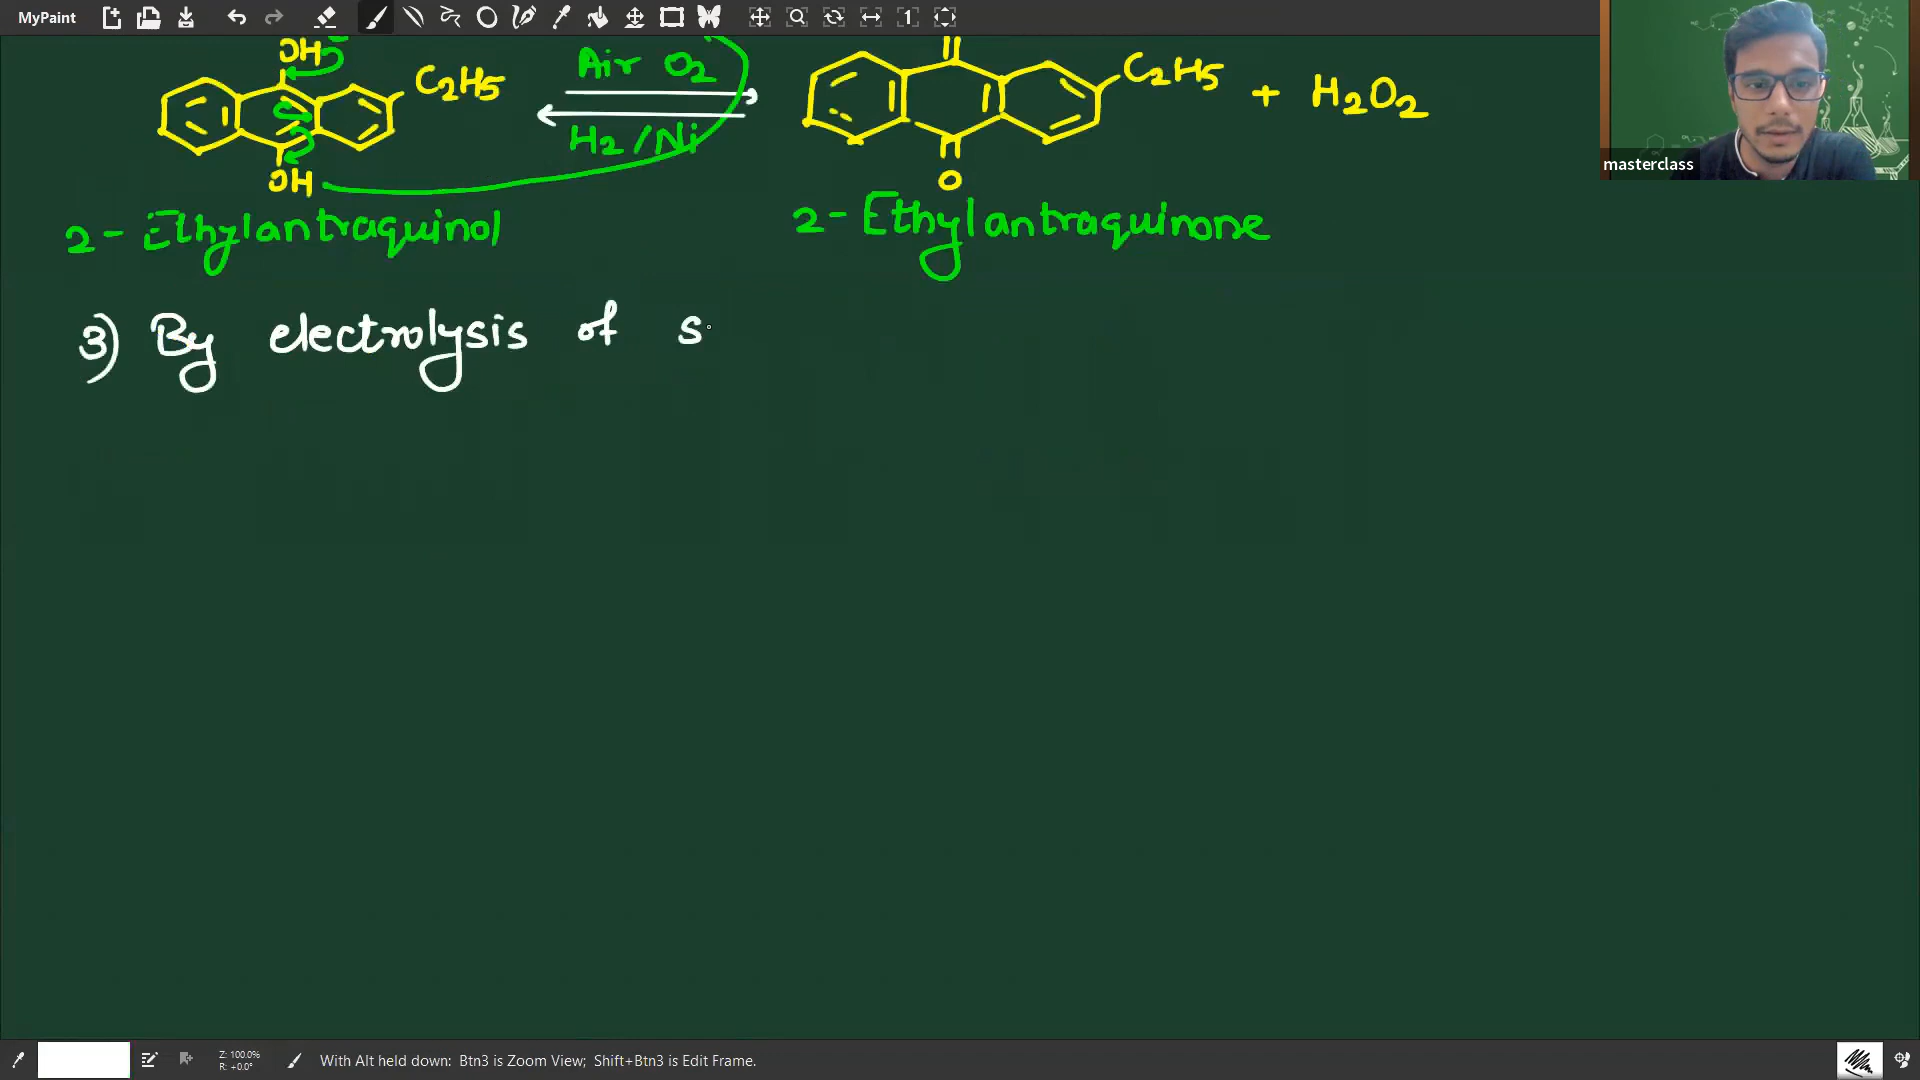 MyPaint
OH
C2H5
Air O2
H2/Ni
OH
C2H5 + H2O2
O
masterclass
2- Ethylantraquinol
2- Ethylantraquinone
3) By electrolysis of s
Z: 100.0%
R: +0.0°
With Alt held down: Btn3 is Zoom View; Shift+Btn3 is Edit Frame.